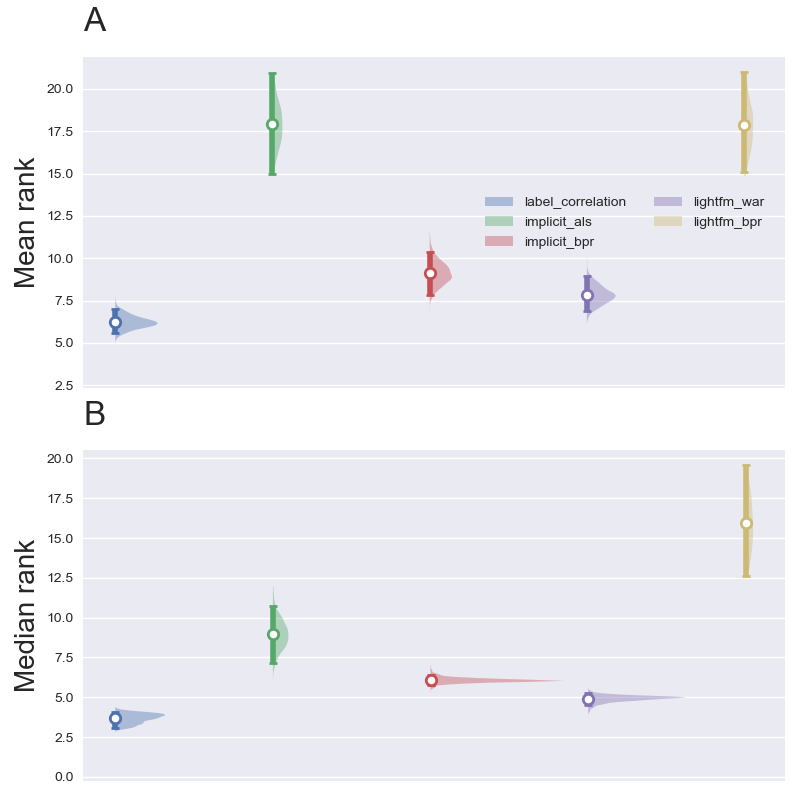 A
Mean rank
20.0
17.5
15.0
12.5
10.0
7.5
5.0
2.5
label_correlation
implicit_als
implicit_bpr
lightfm_war
lightfm_bpr
B
Median rank
20.0
17.5
15.0
12.5
10.0
7.5
5.0
2.5
0.0